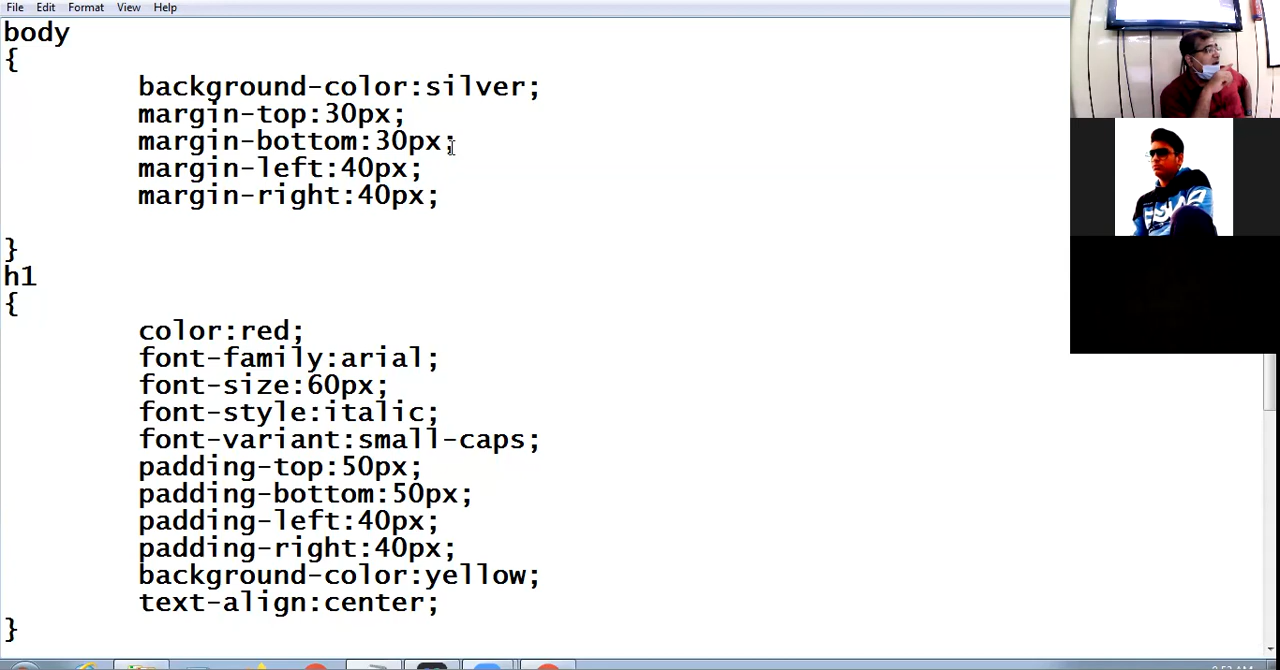 File Edit Format View Help
body
{
background-color:silver;
margin-top:30px;
margin-bottom:30px;
margin-left:40px;
margin-right:40px;
}
h1
{
color:red;
font-family:arial;
font-size:60px;
font-style:italic;
font-variant:small-caps;
padding-top:50px;
padding-bottom:50px;
padding-left:40px;
padding-right:40px;
background-color:yellow;
text-align:center;
}